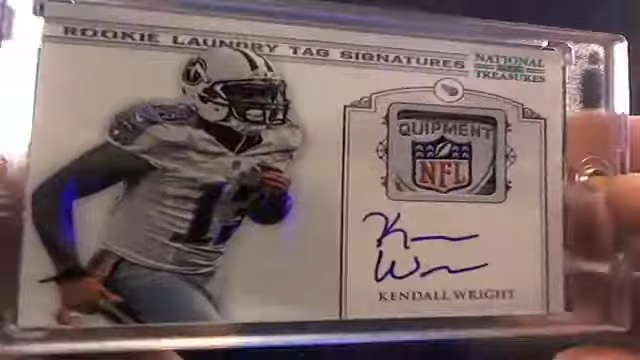 ROOKIE LAUNDRY TAG SIGNATURES
NATIONAL
TREASURES
QUIPMENT
NFL
KENDALL WRIGHT